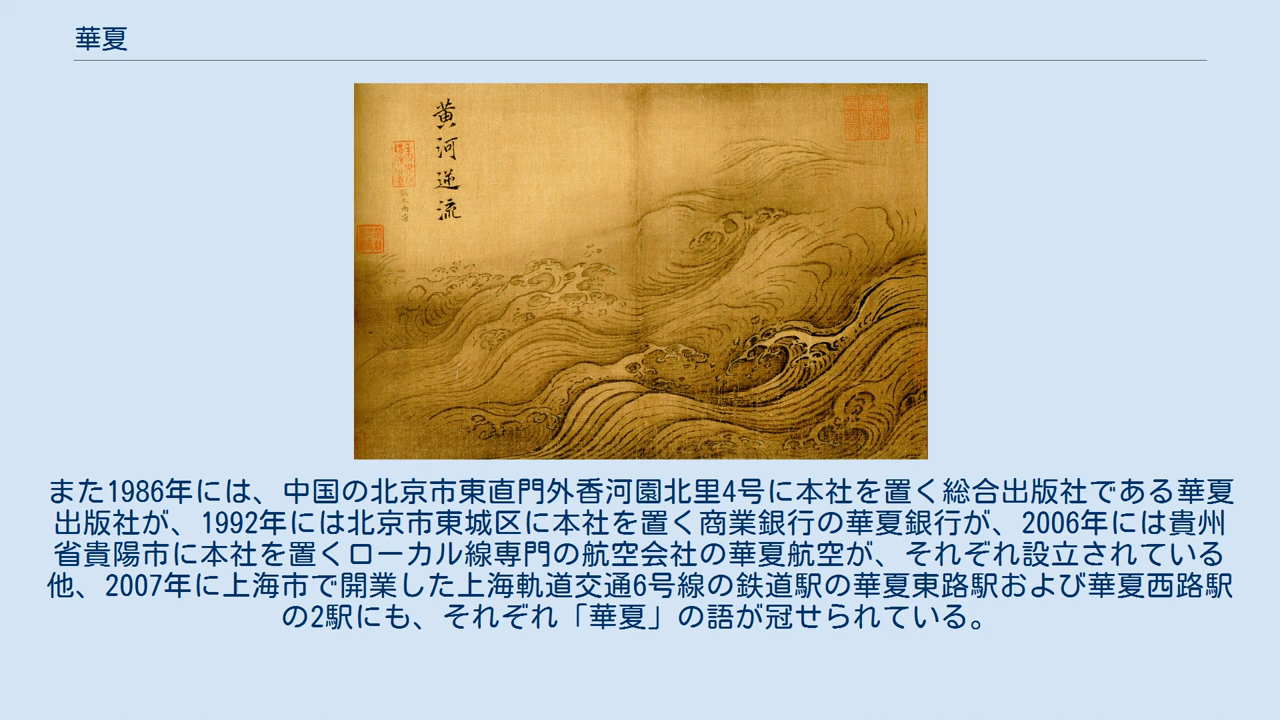 華夏
黄
河
逆
流
また1986年には、中国の北京市東直門外香河園北里4号に本社を置く総合出版社である華夏
出版社が、1992年には北京市東城区に本社を置く商業銀行の華夏銀行が、2006年には貴州
省貴陽市に本社を置くローカル線専門の航空会社の華夏航空が、それぞれ設立されている
他、2007年に上海市で開業した上海軌道交通6号線の鉄道駅の華夏東路駅および華夏西路駅
の2駅にも、それぞれ「華夏」の語が冠せられている。